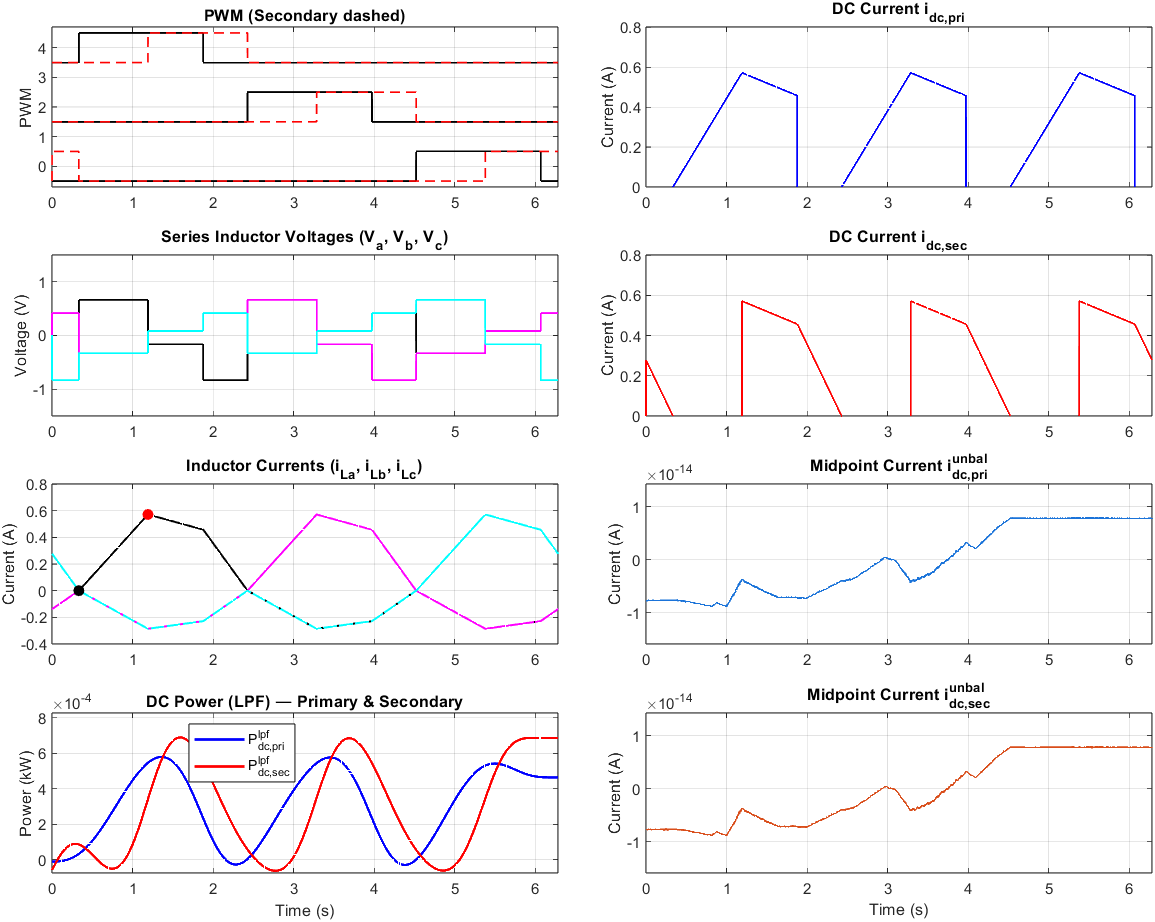 PWM (Secondary dashed)
PWM
4
3
2
1
0
0 1 2 3 4 5 6
DC Current i_dc,pri
Current (A)
0.8
0.6
0.4
0.2
0
0 1 2 3 4 5 6
Series Inductor Voltages (V_a, V_b, V_c)
Voltage (V)
1
0
-1
0 1 2 3 4 5 6
DC Current i_dc,sec
Current (A)
0.8
0.6
0.4
0.2
0
0 1 2 3 4 5 6
Inductor Currents (i_La, i_Lb, i_Lc)
Current (A)
0.8
0.6
0.4
0.2
0
-0.2
-0.4
0 1 2 3 4 5 6
Midpoint Current i^unbal_dc,pri
×10^-14
Current (A)
1
0
-1
0 1 2 3 4 5 6
DC Power (LPF) — Primary & Secondary
×10^-4
Power (kW)
8
6
4
2
0
P^lpf_dc,pri
P^lpf_dc,sec
0 1 2 3 4 5 6
Time (s)
Midpoint Current i^unbal_dc,sec
×10^-14
Current (A)
1
0
-1
0 1 2 3 4 5 6
Time (s)